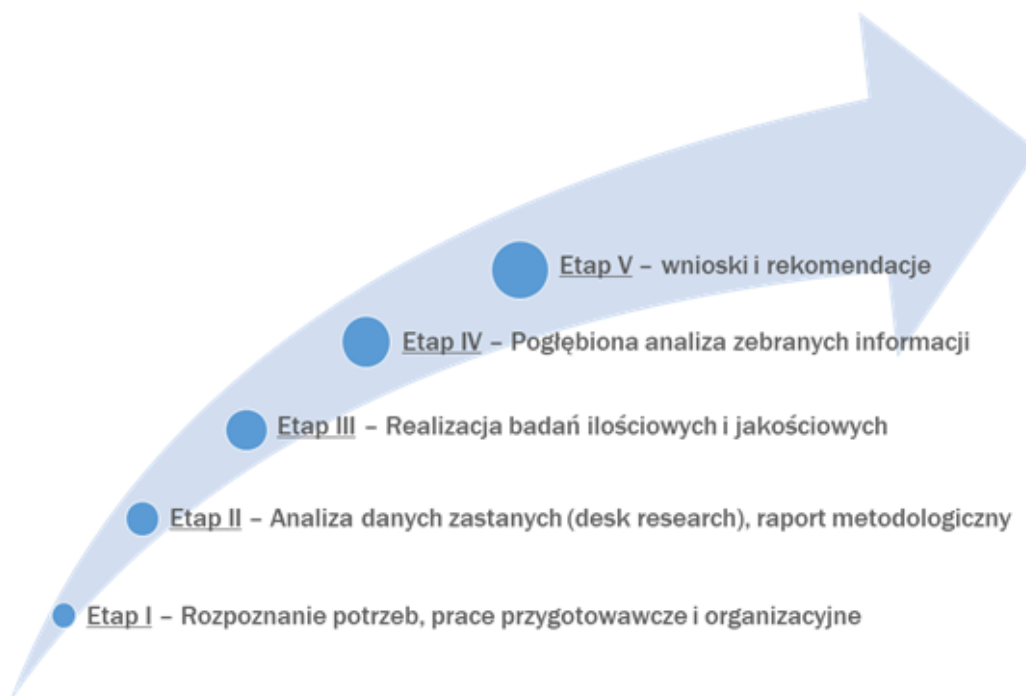 Etap V – wnioski i rekomendacje
Etap IV – Pogłębiona analiza zebranych informacji
Etap III – Realizacja badań ilościowych i jakościowych
Etap II – Analiza danych zastanych (desk research), raport metodologiczny
Etap I – Rozpoznanie potrzeb, prace przygotowawcze i organizacyjne